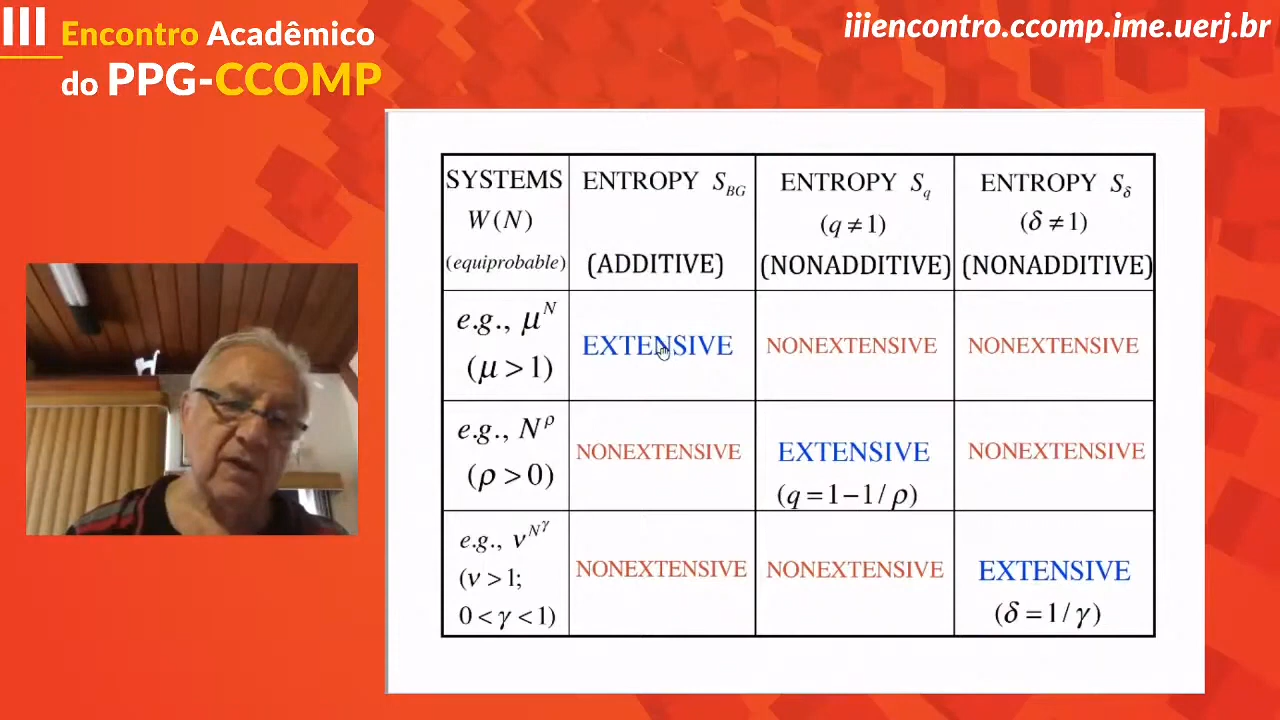 III Encontro Acadêmico
do PPG-CCOMP
iiiencontro.ccomp.ime.uerj.br
SYSTEMS
W(N)
(equiprobable)
ENTROPY S_BG
(ADDITIVE)
ENTROPY S_q
(q ≠ 1)
(NONADDITIVE)
ENTROPY S_δ
(δ ≠ 1)
(NONADDITIVE)
e.g., μ^N
(μ > 1)
EXTENSIVE
NONEXTENSIVE
NONEXTENSIVE
e.g., N^ρ
(ρ > 0)
NONEXTENSIVE
EXTENSIVE
(q = 1−1/ρ)
NONEXTENSIVE
e.g., ν^N^γ
(ν > 1;
0 < γ < 1)
NONEXTENSIVE
NONEXTENSIVE
EXTENSIVE
(δ = 1/γ)